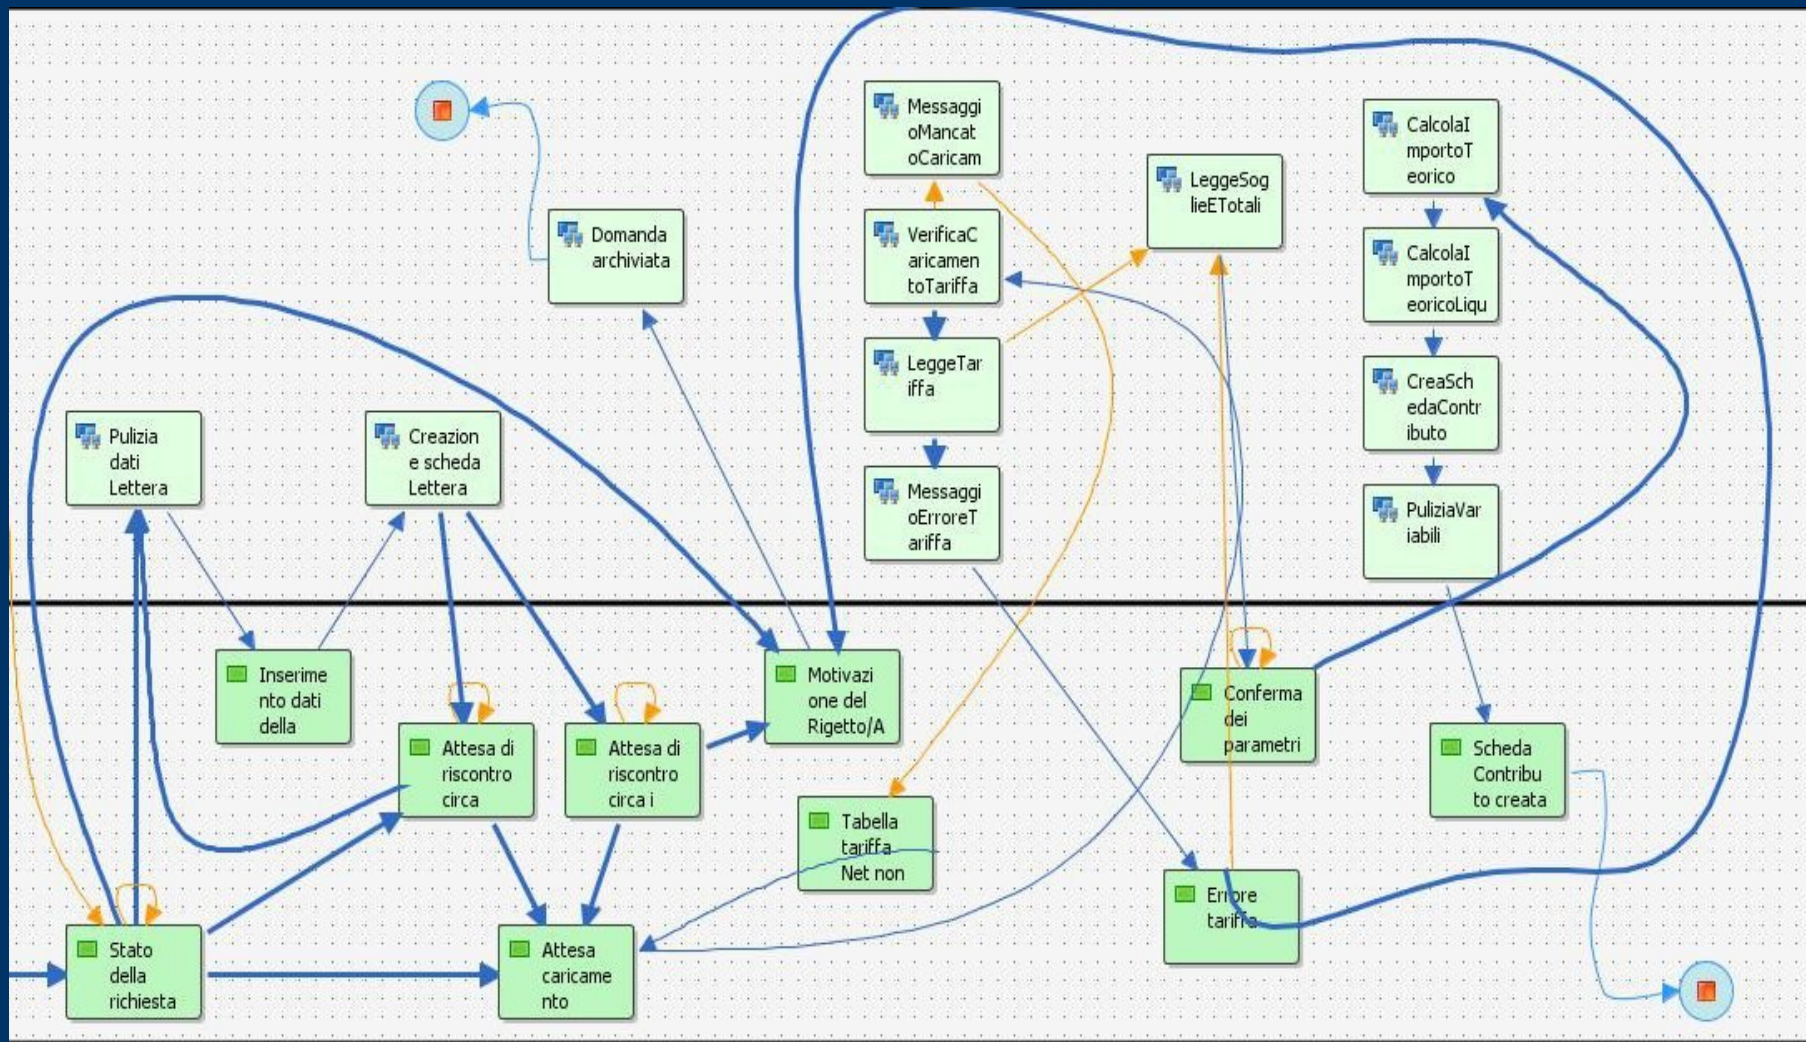 Messaggi
oMancat
oCaricam
CalcolaI
mportoT
eorico
LeggeSog
lieETotali
Domanda
archiviata
VerificaC
aricamen
toTariffa
CalcolaI
mportoT
eoricoLiqu
LeggeTar
iffa
CreaSch
edaContr
ibuto
Pulizia
dati
Lettera
Creazion
e scheda
Lettera
Messaggi
oErroreT
ariffa
PuliziaVar
iabili
Inserime
nto dati
della
Motivazi
one del
Rigetto/A
Conferma
dei
parametri
Attesa di
riscontro
circa
Attesa di
riscontro
circa i
Scheda
Contribu
to creata
Tabella
tariffa
Net non
Errore
tariffa
Stato
della
richiesta
Attesa
caricame
nto